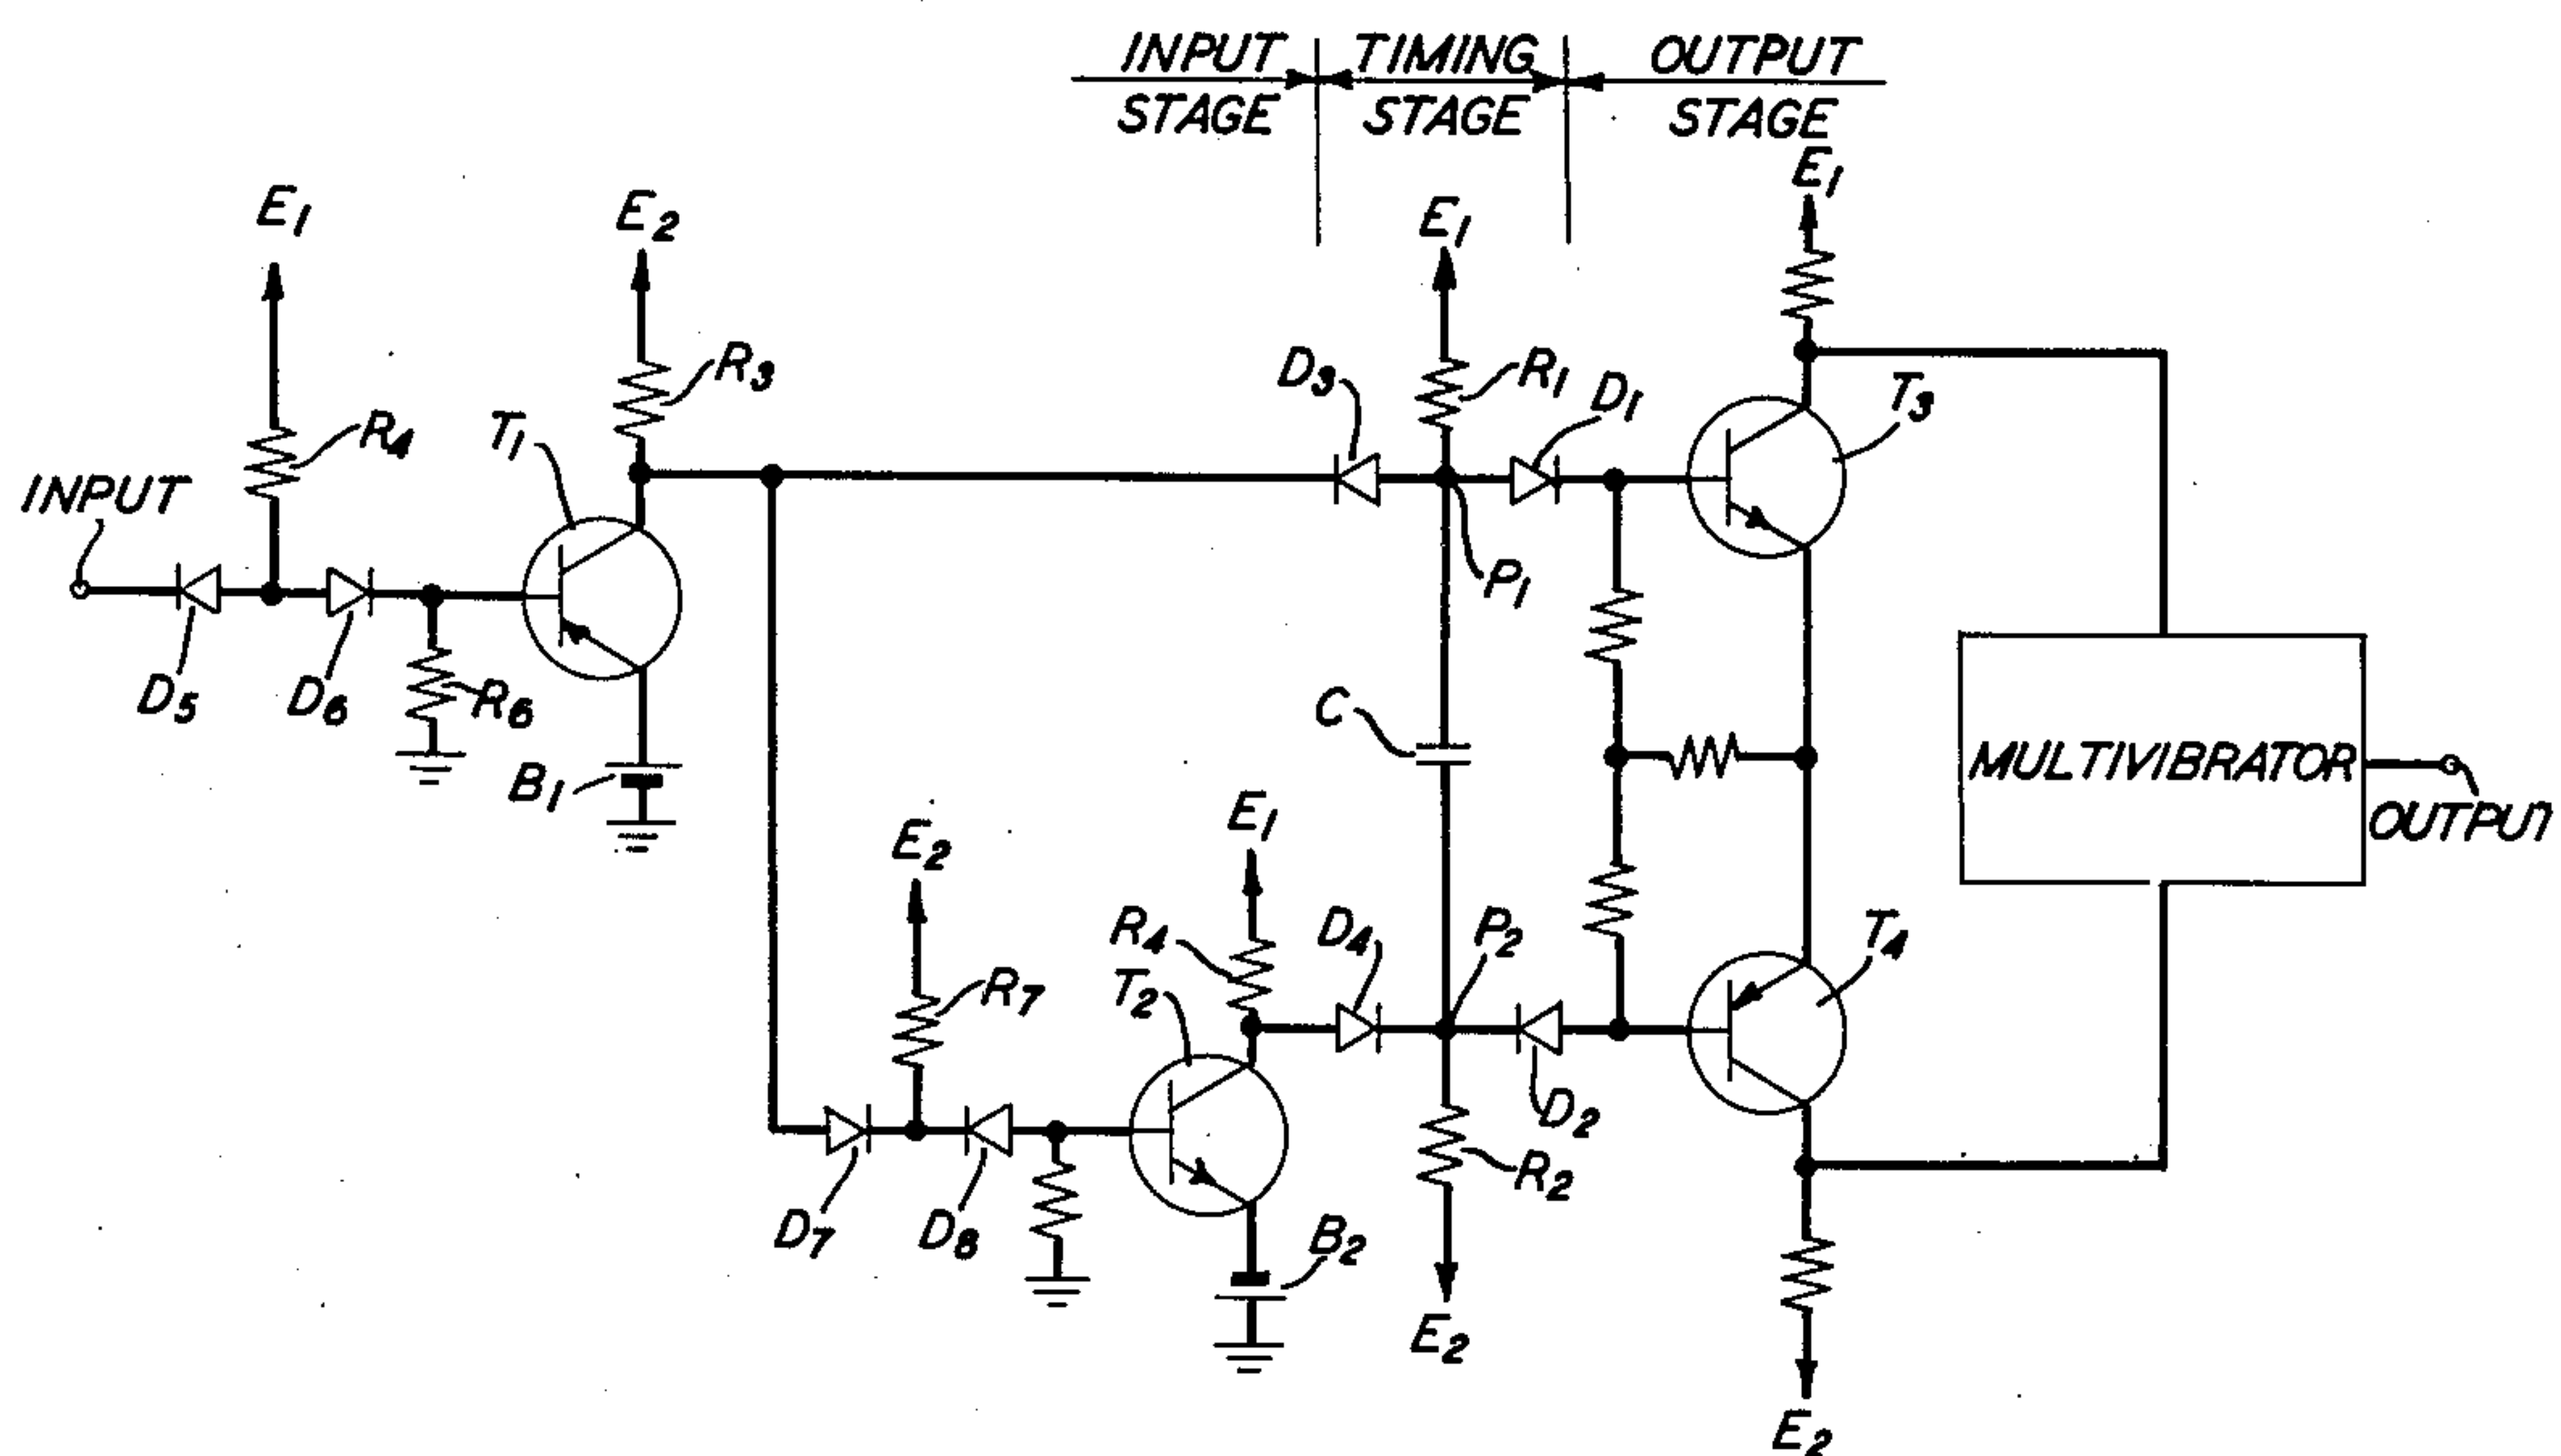 INPUT STAGE
TIMING STAGE
OUTPUT STAGE
E1
E1
E2
E1
R3
D3
R1
D1
T3
R4
T1
INPUT
P1
D5
D6
R6
B1
C
MULTIVIBRATOR
OUTPUT
E2
E1
R4
D4
P2
T4
R7
T2
D2
R2
D7
D8
B2
E2
E2